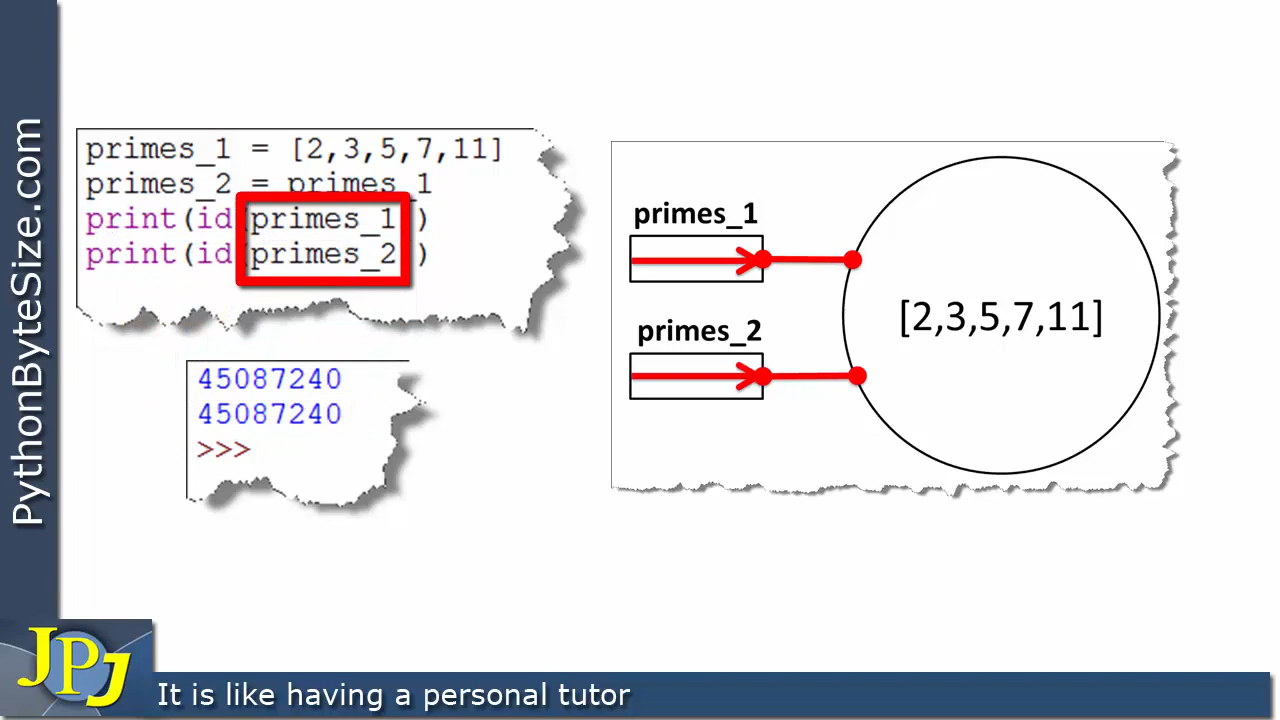 PythonByteSize.com
primes_1 = [2,3,5,7,11]
primes_2 = primes_1
print(id(primes_1))
print(id(primes_2))
45087240
45087240
>>>
primes_1
primes_2
[2,3,5,7,11]
JPJ
It is like having a personal tutor